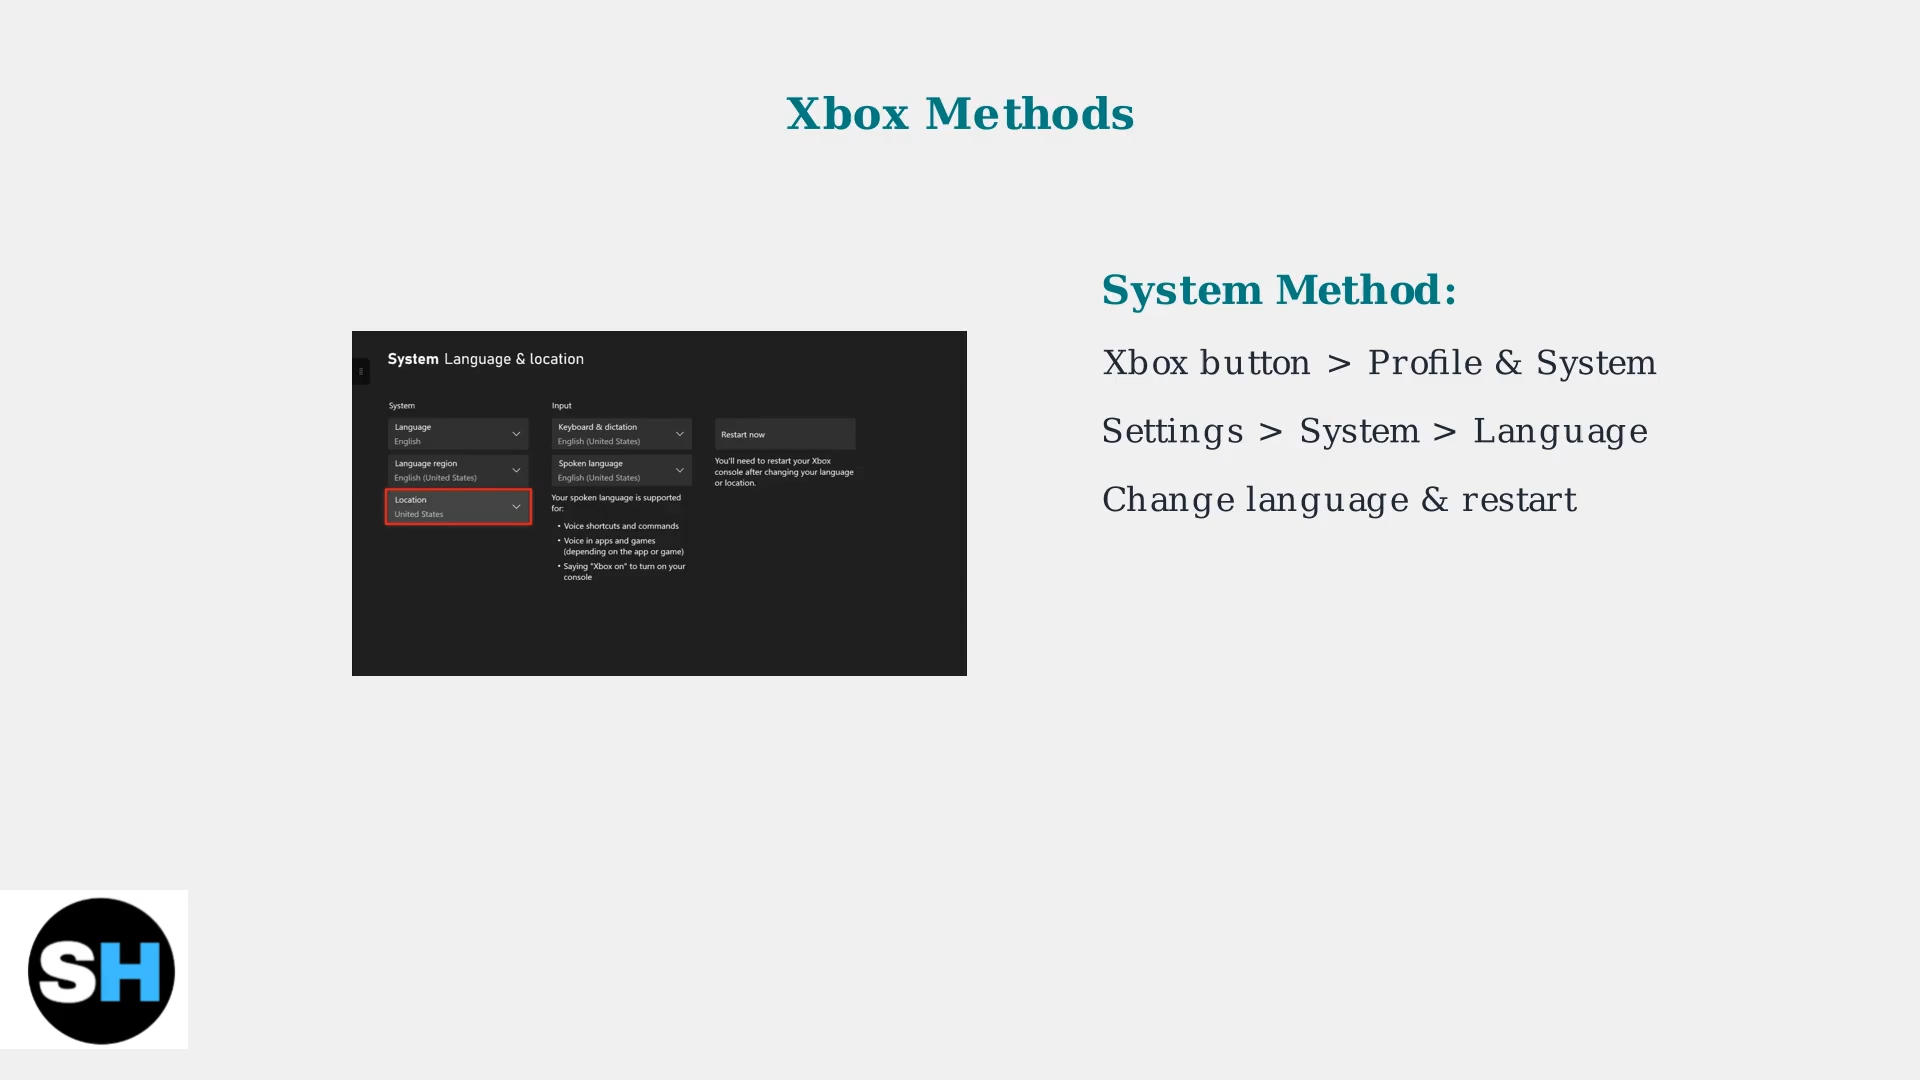 Xbox Methods
System Method:
Xbox button > Profile & System
Settings > System > Language
Change language & restart
System Language & location
System
Language
English
Language region
English (United States)
Location
United States
Input
Keyboard & dictation
English (United States)
Spoken language
English (United States)
Your spoken language is supported
for:
• Voice shortcuts and commands
• Voice in apps and games
(depending on the app or game)
• Saying "Xbox on" to turn on your
console
Restart now
You'll need to restart your Xbox
console after changing your language
or location.
SH